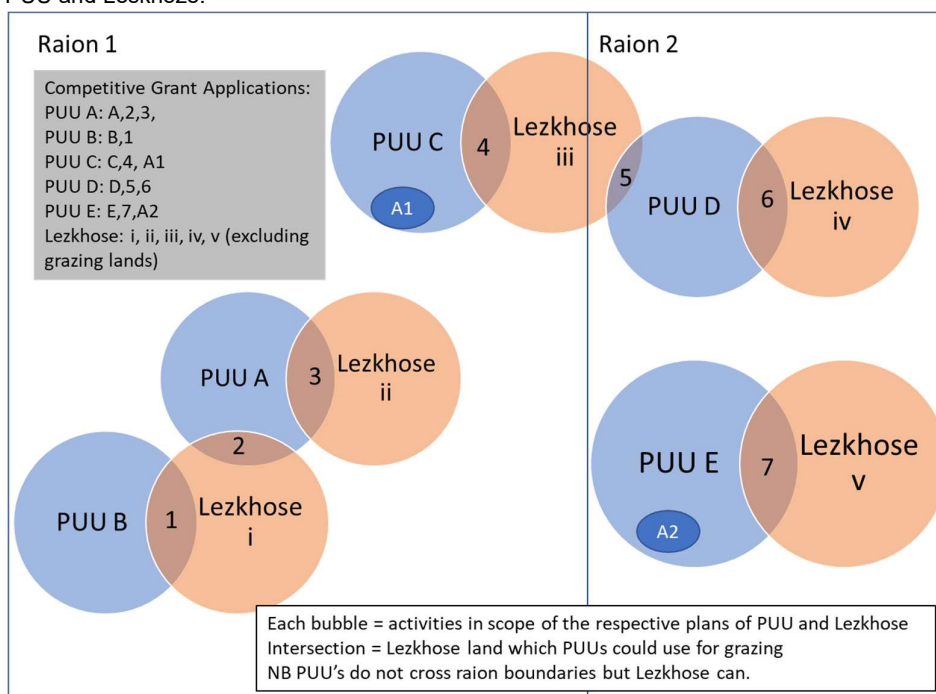 PUU and Leskhoze.
Raion 1
Raion 2
Competitive Grant Applications:
PUU A: A,2,3,
PUU B: B,1
PUU C: C,4, A1
PUU D: D,5,6
PUU E: E,7,A2
Lezkhose: i, ii, iii, iv, v (excluding
grazing lands)
PUU C
4
Lezkhose
iii
A1
5
PUU D
6
Lezkhose
iv
PUU A
3
Lezkhose
ii
2
PUU B
1
Lezkhose
i
PUU E
7
Lezkhose
v
A2
Each bubble = activities in scope of the respective plans of PUU and Lezkhose
Intersection = Lezkhose land which PUUs could use for grazing
NB PUU's do not cross raion boundaries but Lezkhose can.